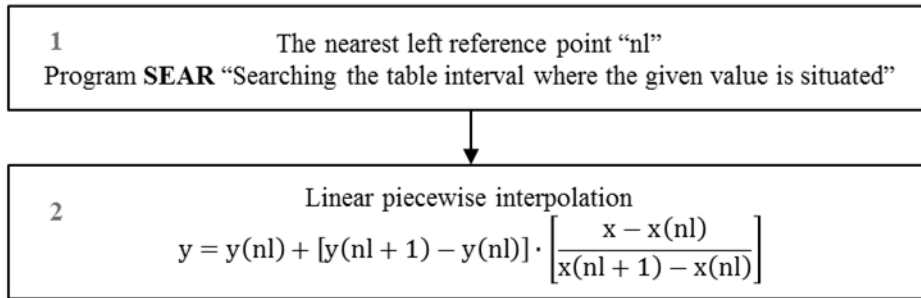 1
The nearest left reference point “nl”
Program SEAR “Searching the table interval where the given value is situated”
2
Linear piecewise interpolation
y = y(nl) + [y(nl + 1) − y(nl)] · [(x − x(nl)) / (x(nl + 1) − x(nl))]